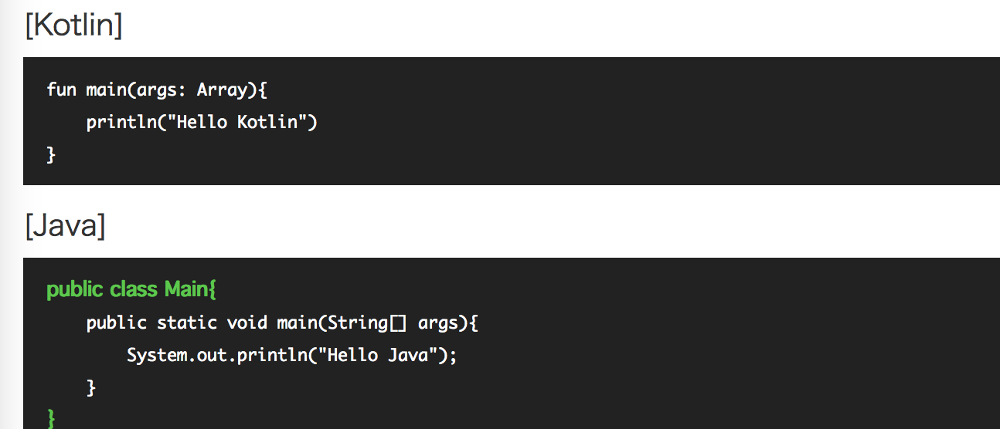 [Kotlin]
fun main(args: Array){
    println("Hello Kotlin")
}
[Java]
public class Main{
    public static void main(String[] args){
        System.out.println("Hello Java");
    }
}